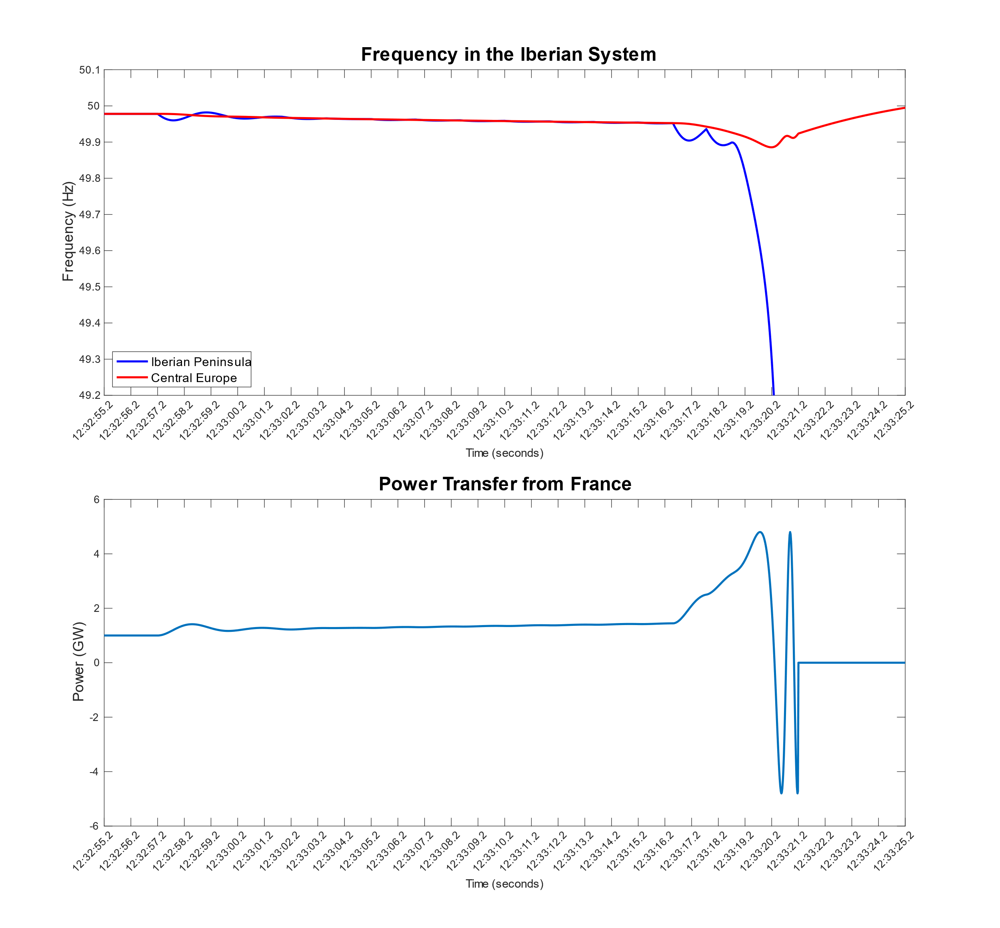 Frequency in the Iberian System
50.1
50
49.9
49.8
49.7
49.6
49.5
49.4
49.3
49.2
Frequency (Hz)
Iberian Peninsula
Central Europe
12:32:55.2 12:32:56.2 12:32:57.2 12:32:58.2 12:32:59.2 12:33:00.2 12:33:01.2 12:33:02.2 12:33:03.2 12:33:04.2 12:33:05.2 12:33:06.2 12:33:07.2 12:33:08.2 12:33:09.2 12:33:10.2 12:33:11.2 12:33:12.2 12:33:13.2 12:33:14.2 12:33:15.2 12:33:16.2 12:33:17.2 12:33:18.2 12:33:19.2 12:33:20.2 12:33:21.2 12:33:22.2 12:33:23.2 12:33:24.2 12:33:25.2
Time (seconds)
Power Transfer from France
6
4
2
0
-2
-4
-6
Power (GW)
12:32:55.2 12:32:56.2 12:32:57.2 12:32:58.2 12:32:59.2 12:33:00.2 12:33:01.2 12:33:02.2 12:33:03.2 12:33:04.2 12:33:05.2 12:33:06.2 12:33:07.2 12:33:08.2 12:33:09.2 12:33:10.2 12:33:11.2 12:33:12.2 12:33:13.2 12:33:14.2 12:33:15.2 12:33:16.2 12:33:17.2 12:33:18.2 12:33:19.2 12:33:20.2 12:33:21.2 12:33:22.2 12:33:23.2 12:33:24.2 12:33:25.2
Time (seconds)